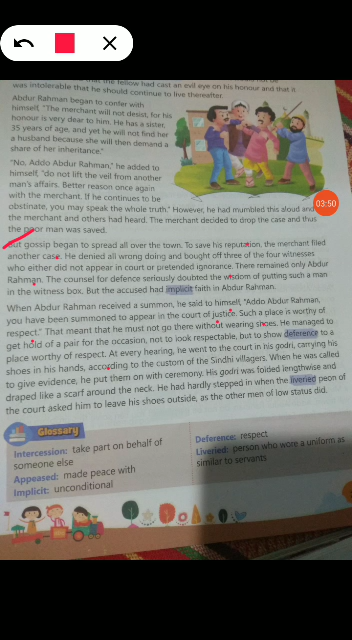 that the fellow had cast an evil eye on his honour and that it
was intolerable that he should continue to live thereafter.
Abdur Rahman began to confer with
himself, "The merchant will not desist, for his
honour is very dear to him. He has a sister,
35 years of age, and yet he will not find her
a husband because she will then demand a
share of her inheritance."
"No, Addo Abdur Rahman," he added to
himself, "do not lift the veil from another
man's affairs. Better reason once again
with the merchant. If he continues to be
obstinate, you may speak the whole truth." However, he had mumbled this aloud and
the merchant and others had heard. The merchant decided to drop the case and thus
the poor man was saved.
03:50
But gossip began to spread all over the town. To save his reputation, the merchant filed
another case. He denied all wrong doing and bought off three of the four witnesses
who either did not appear in court or pretended ignorance. There remained only Abdur
Rahman. The counsel for defence seriously doubted the wisdom of putting such a man
in the witness box. But the accused had implicit faith in Abdur Rahman.
When Abdur Rahman received a summon, he said to himself, "Addo Abdur Rahman,
you have been summoned to appear in the court of justice. Such a place is worthy of
respect." That meant that he must not go there without wearing shoes. He managed to
get hold of a pair for the occasion, not to look respectable, but to show deference to a
place worthy of respect. At every hearing, he went to the court in his godri, carrying his
shoes in his hands, according to the custom of the Sindhi villagers. When he was called
to give evidence, he put them on with ceremony. His godri was folded lengthwise and
draped like a scarf around the neck. He had hardly stepped in when the liveried peon of
the court asked him to leave his shoes outside, as the other men of low status did.
Glossary
Intercession: take part on behalf of
someone else
Appeased: made peace with
Implicit: unconditional
Deference: respect
Liveried: person who wore a uniform as
similar to servants